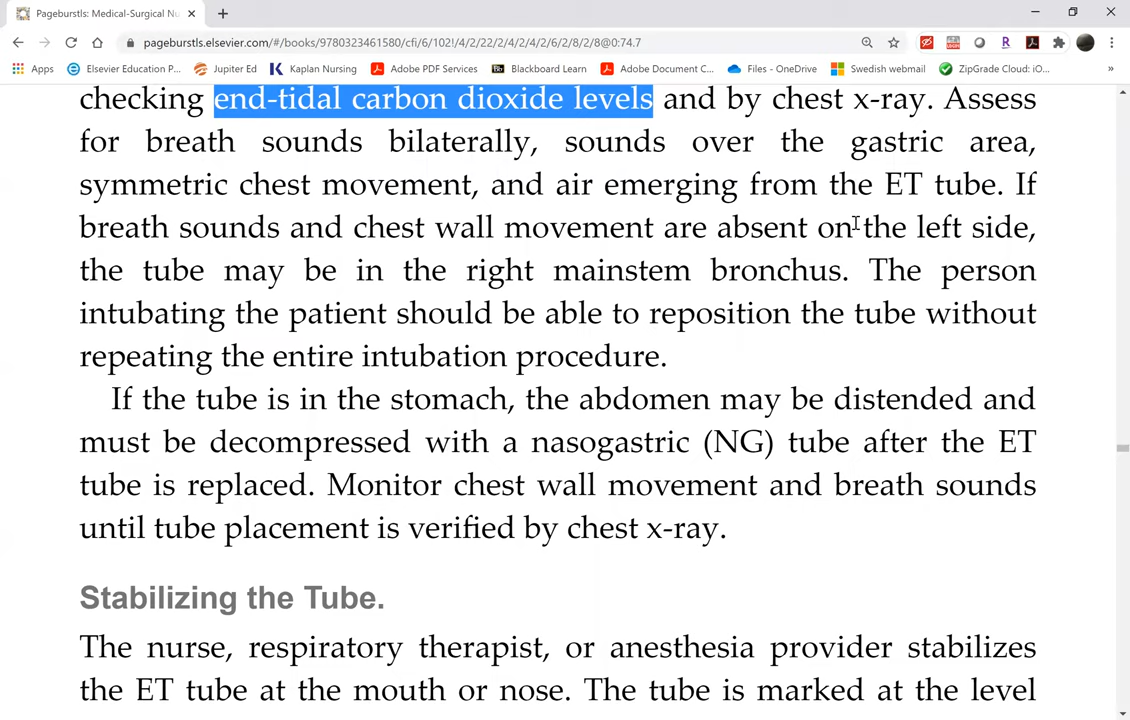 Pageburstls: Medical-Surgical Nu
pageburstls.elsevier.com/#/books/9780323461580/cfi/6/102!/4/2/22/2/4/2/4/2/6/2/8/2/8@0:74.7
Apps Elsevier Education P... Jupiter Ed Kaplan Nursing Adobe PDF Services Blackboard Learn Adobe Document C... Files - OneDrive Swedish webmail ZipGrade Cloud: iO... »
checking end-tidal carbon dioxide levels and by chest x-ray. Assess
for breath sounds bilaterally, sounds over the gastric area,
symmetric chest movement, and air emerging from the ET tube. If
breath sounds and chest wall movement are absent on the left side,
the tube may be in the right mainstem bronchus. The person
intubating the patient should be able to reposition the tube without
repeating the entire intubation procedure.
If the tube is in the stomach, the abdomen may be distended and
must be decompressed with a nasogastric (NG) tube after the ET
tube is replaced. Monitor chest wall movement and breath sounds
until tube placement is verified by chest x-ray.
Stabilizing the Tube.
The nurse, respiratory therapist, or anesthesia provider stabilizes
the ET tube at the mouth or nose. The tube is marked at the level